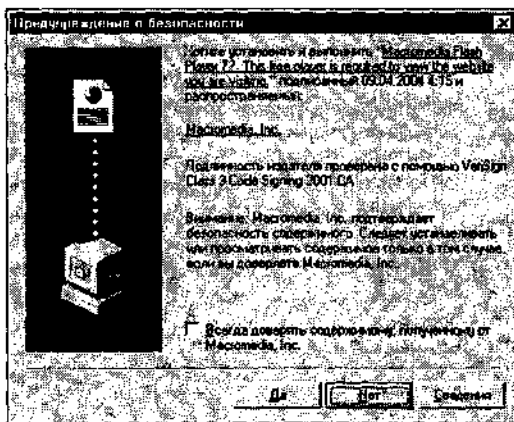 Предупреждение о безопасности
Хотите установить и выполнить "Macromedia Flash
Player 7? This free player is required to view the website
you are visiting." подписанный 09.04.2004 4:15 и
распространяемый:
Macromedia, Inc.
Подлинность издателя проверена с помощью VeriSign
Class 3 Code Signing 2001 CA
Внимание: Macromedia, Inc. подтверждает
безопасность содержимого. Следует устанавливать
или просматривать содержимое только в том случае,
если вы доверяете Macromedia, Inc.
Всегда доверять содержимому, полученному от
Macromedia, Inc.
Да Нет Сведения